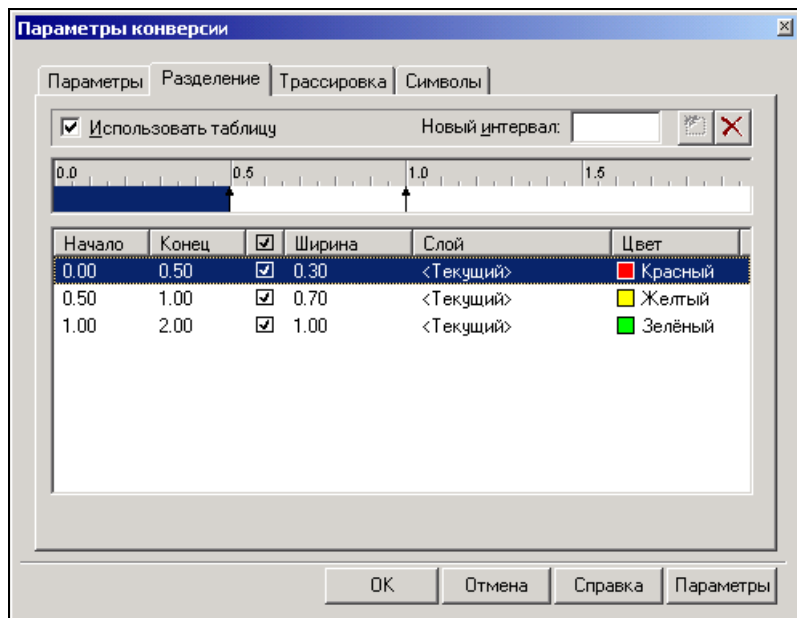 Параметры конверсии
Параметры Разделение Трассировка Символы
Использовать таблицу Новый интервал:
0.0 0.5 1.0 1.5
Начало Конец Ширина Слой Цвет
0.00 0.50 0.30 <Текущий> Красный
0.50 1.00 0.70 <Текущий> Желтый
1.00 2.00 1.00 <Текущий> Зелёный
OK Отмена Справка Параметры